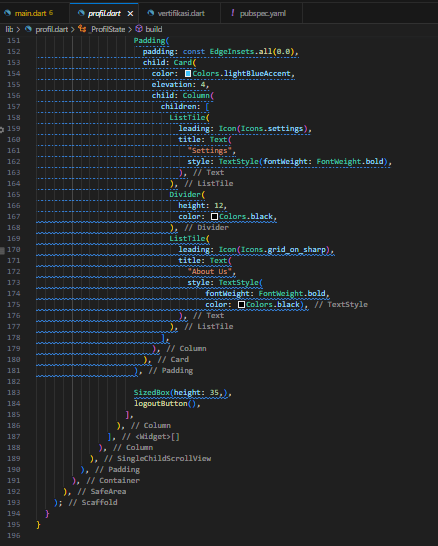 main.dart 6
profil.dart
vertifikasi.dart
pubspec.yaml
lib > profil.dart > _ProfilState > build
151 Padding(
152 padding: const EdgeInsets.all(0.0),
153 child: Card(
154 color: Colors.lightBlueAccent,
155 elevation: 4,
156 child: Column(
157 children: [
158 ListTile(
159 leading: Icon(Icons.settings),
160 title: Text(
161 "Settings",
162 style: TextStyle(fontWeight: FontWeight.bold),
163 ), // Text
164 ), // ListTile
165 Divider(
166 height: 12,
167 color: Colors.black,
168 ), // Divider
169 ListTile(
170 leading: Icon(Icons.grid_on_sharp),
171 title: Text(
172 "About Us",
173 style: TextStyle(
174 fontWeight: FontWeight.bold,
175 color: Colors.black), // TextStyle
176 ), // Text
177 ), // ListTile
178 ],
179 ), // Column
180 ), // Card
181 ), // Padding
182
183 SizedBox(height: 35,),
184 logoutButton(),
185 ],
186 ), // Column
187 ], // <Widget>[]
188 ), // Column
189 ), // SingleChildScrollView
190 ), // Padding
191 ), // Container
192 ), // SafeArea
193 ); // Scaffold
194 }
195 }
196